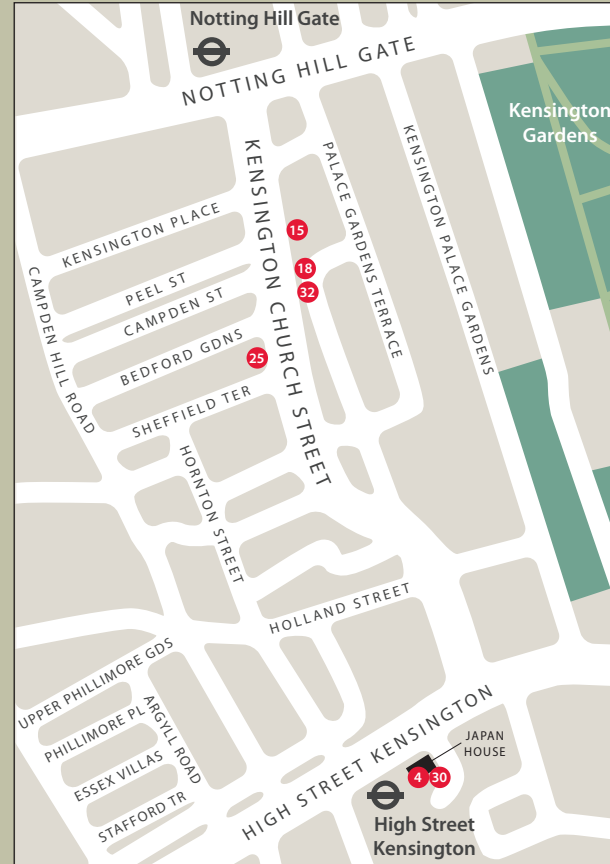 Notting Hill Gate
NOTTING HILL GATE
Kensington
Gardens
KENSINGTON CHURCH STREET
PALACE GARDENS TERRACE
KENSINGTON PALACE GARDENS
KENSINGTON PLACE
15
PEEL ST
18
CAMPDEN ST
32
CAMPDEN HILL ROAD
BEDFORD GDNS
25
SHEFFIELD TER
HORNTON STREET
HOLLAND STREET
UPPER PHILLIMORE GDS
PHILLIMORE PL
ARGYLL ROAD
ESSEX VILLAS
STAFFORD TR
HIGH STREET KENSINGTON
JAPAN
HOUSE
4
30
High Street
Kensington